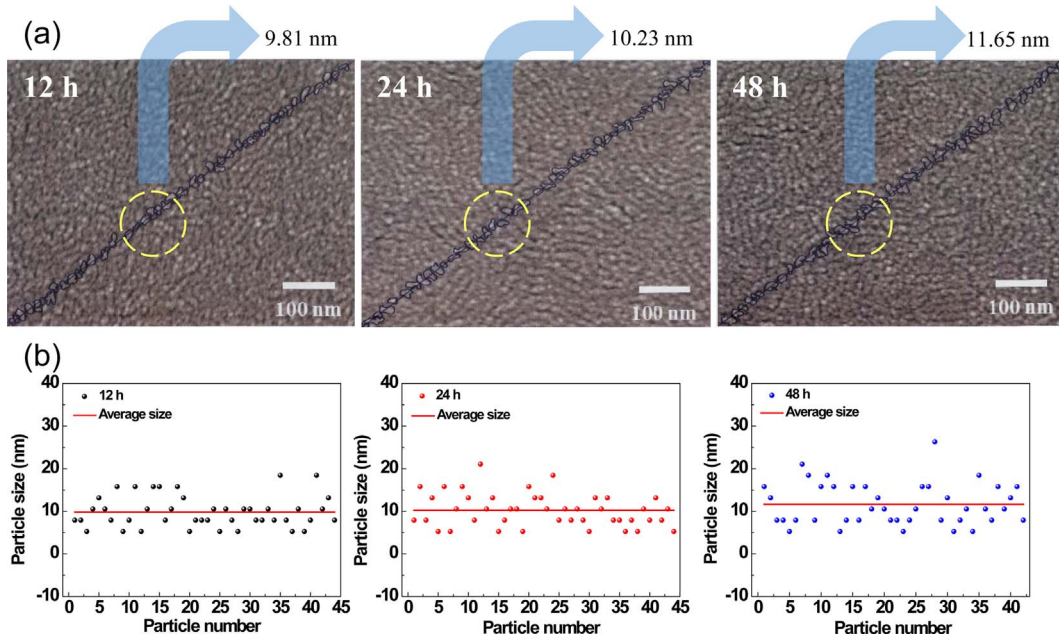 (a)
9.81 nm
10.23 nm
11.65 nm
12 h
24 h
48 h
100 nm
100 nm
100 nm
(b)
40
30
20
10
0
-10
Particle size (nm)
12 h
Average size
0 5 10 15 20 25 30 35 40 45
Particle number
40
30
20
10
0
-10
Particle size (nm)
24 h
Average size
0 5 10 15 20 25 30 35 40 45
Particle number
40
30
20
10
0
-10
Particle size (nm)
48 h
Average size
0 5 10 15 20 25 30 35 40
Particle number